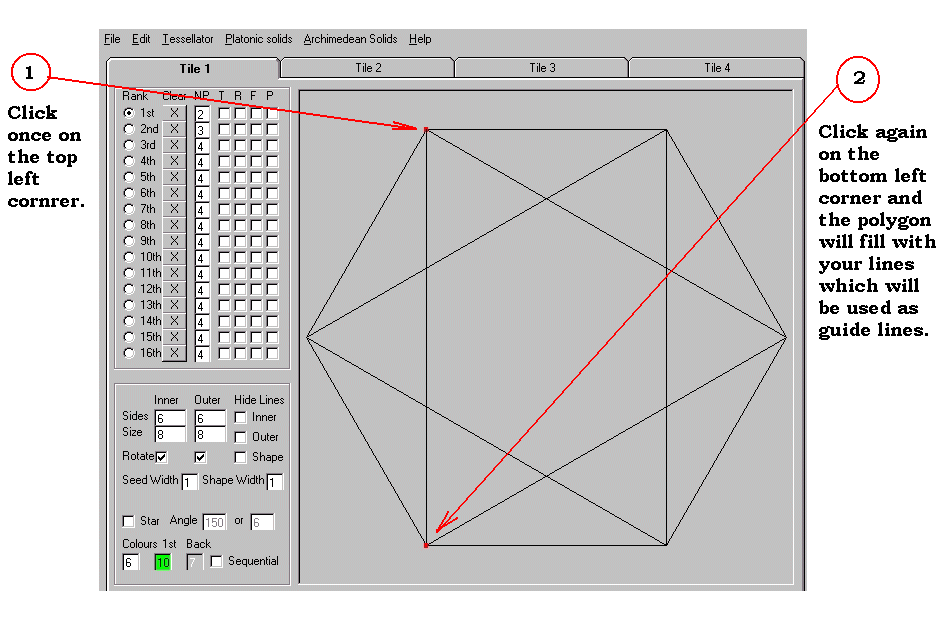 File Edit Tessellator Platonic solids Archimedean Solids Help
Tile 1 Tile 2 Tile 3 Tile 4
1
Click
once on
the top
left
cornrer.
Rank Clear NP T R F P
1st X 2
2nd X 3
3rd X 4
4th X 4
5th X 4
6th X 4
7th X 4
8th X 4
9th X 4
10th X 4
11th X 4
12th X 4
13th X 4
14th X 4
15th X 4
16th X 4
Inner Outer Hide Lines
Sides 6 6 Inner
Size 8 8 Outer
Rotate Shape
Seed Width 1 Shape Width 1
Star Angle 150 or 6
Colours 1st Back
6 10 7 Sequential
2
Click again
on the
bottom left
corner and
the polygon
will fill with
your lines
which will
be used as
guide lines.